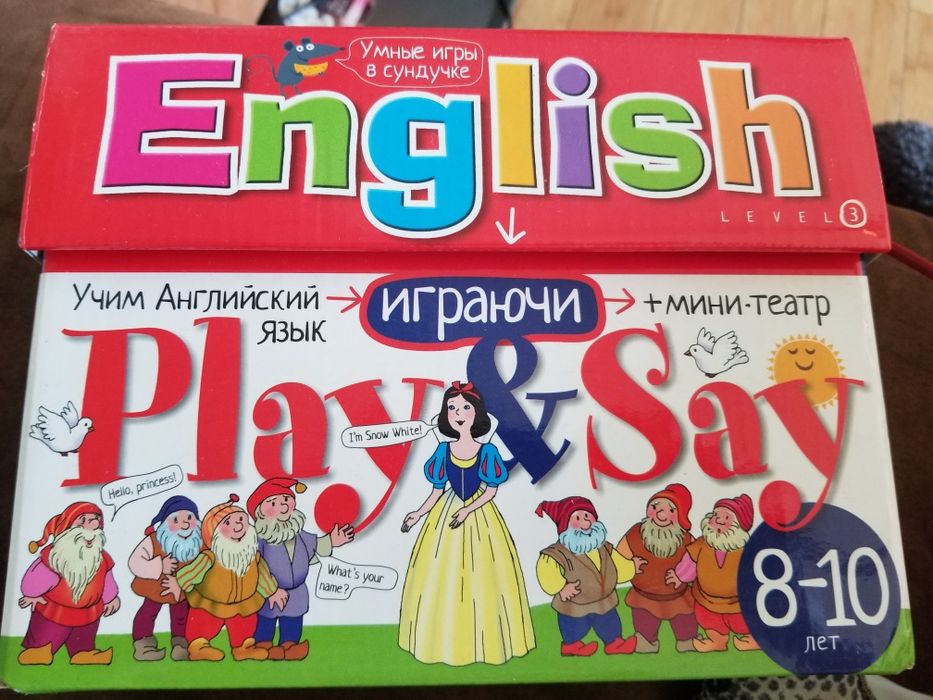 Умные игры
в сундучке
English
LEVEL 3
Учим Английский
язык
играючи
+ мини-театр
Play & Say
I'm Snow White!
Hello, princess!
What's your
name?
8-10
лет